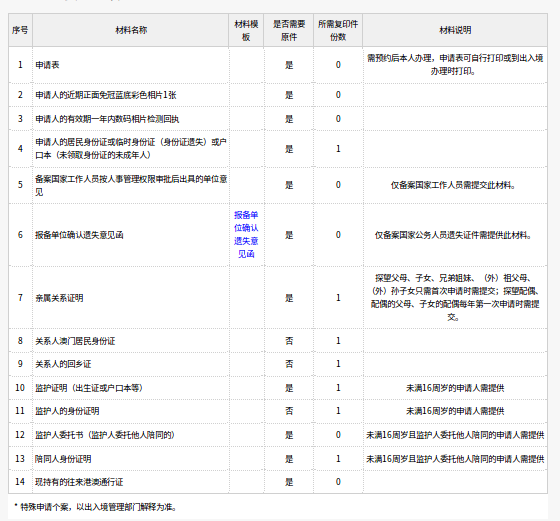 序号 材料名称 材料模 是否需要 所需复印件 材料说明
板 原件 份数
1 申请表 是 0 需预约后本人办理，申请表可自行打印或到出入境
办理时打印。
2 申请人的近期正面免冠蓝底彩色相片1张 是 0
3 申请人的有效期一年内数码相片检测回执 是 0
4 申请人的居民身份证或临时身份证（身份证遗失）或户 是 1
口本（未领取身份证的未成年人）
5 备案国家工作人员按人事管理权限审批后出具的单位意 是 0 仅备案国家工作人员需提交此材料。
见
6 报备单位确认遗失意见函 报备单 是 0 仅备案国家公务人员遗失证件需提供此材料。
位确认
遗失意
见函
7 亲属关系证明 是 1 探望父母、子女、兄弟姐妹、（外）祖父母、
（外）孙子女只需首次申请时需提交；探望配偶、
配偶的父母、子女的配偶每年第一次申请时需提
交。
8 关系人澳门居民身份证 否 1
9 关系人的回乡证 否 1
10 监护证明（出生证或户口本等） 是 1 未满16周岁的申请人需提供
11 监护人的身份证明 否 1 未满16周岁的申请人需提供
12 监护人委托书（监护人委托他人陪同的） 是 0 未满16周岁且监护人委托他人陪同的申请人需提供
13 陪同人身份证明 是 1 未满16周岁且监护人委托他人陪同的申请人需提供
14 现持有的往来港澳通行证 是 0
* 特殊申请个案，以出入境管理部门解释为准。